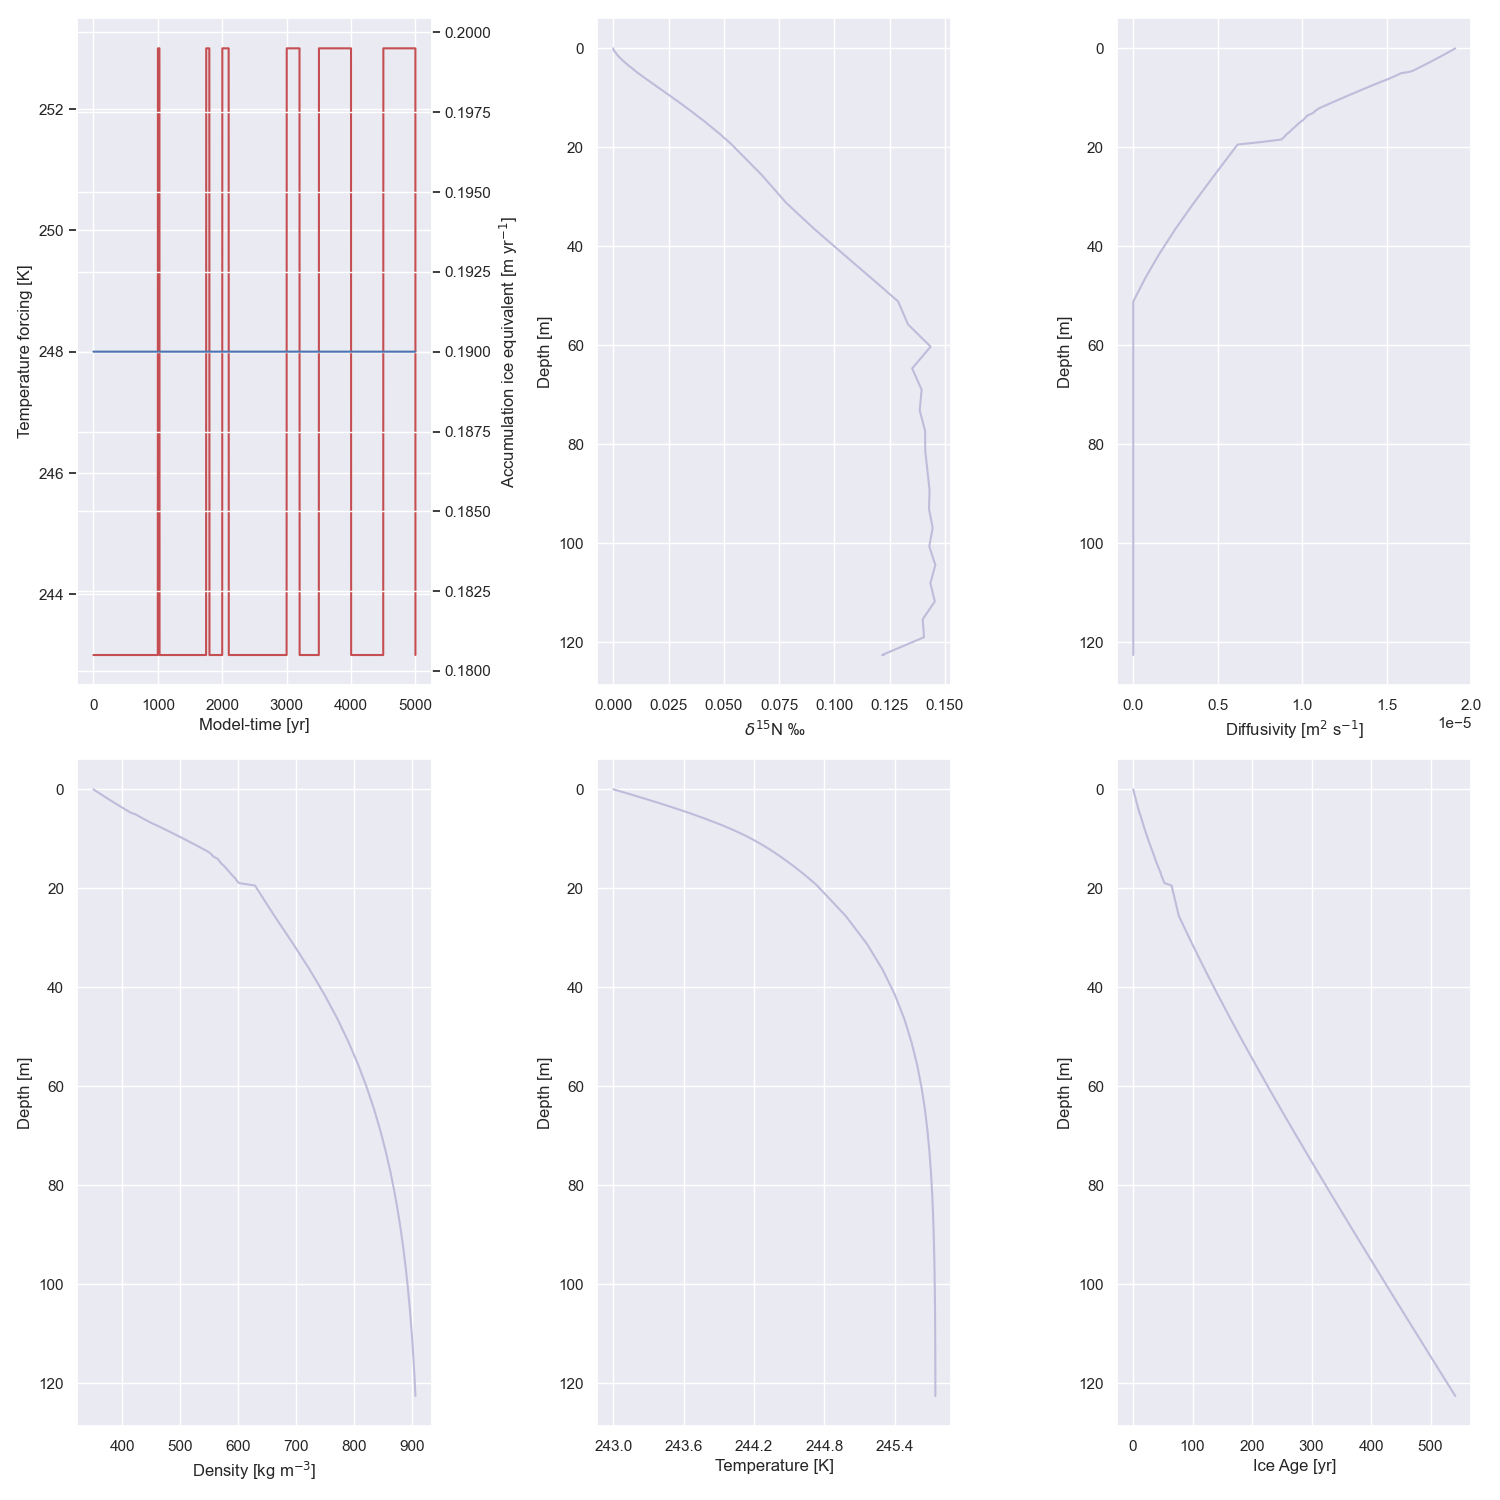 252
250
248
246
244
Temperature forcing [K]
0 1000 2000 3000 4000 5000
Model-time [yr]
0.2000
0.1975
0.1950
0.1925
0.1900
0.1875
0.1850
0.1825
0.1800
Accumulation ice equivalent [m yr⁻¹]
0
20
40
60
80
100
120
Depth [m]
0.000 0.025 0.050 0.075 0.100 0.125 0.150
δ¹⁵N ‰
0
20
40
60
80
100
120
Depth [m]
0.0 0.5 1.0 1.5 2.0
1e−5
Diffusivity [m² s⁻¹]
0
20
40
60
80
100
120
Depth [m]
400 500 600 700 800 900
Density [kg m⁻³]
0
20
40
60
80
100
120
Depth [m]
243.0 243.6 244.2 244.8 245.4
Temperature [K]
0
20
40
60
80
100
120
Depth [m]
0 100 200 300 400 500
Ice Age [yr]